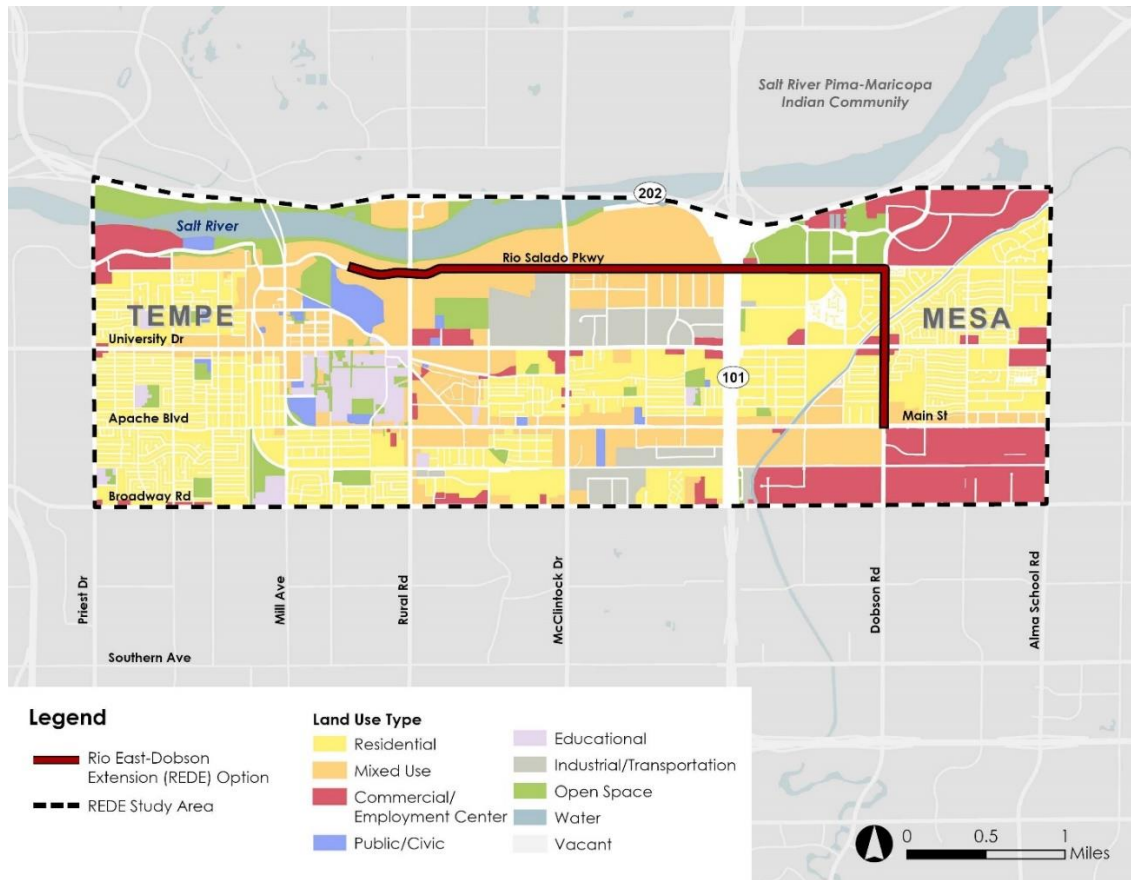 Salt River Pima-Maricopa
Indian Community
202
Salt River
Rio Salado Pkwy
TEMPE
MESA
University Dr
101
Apache Blvd
Main St
Broadway Rd
Priest Dr
Mill Ave
Rural Rd
McClintock Dr
Dobson Rd
Alma School Rd
Southern Ave
Legend
Rio East-Dobson
Extension (REDE) Option
REDE Study Area
Land Use Type
Residential
Mixed Use
Commercial/
Employment Center
Public/Civic
Educational
Industrial/Transportation
Open Space
Water
Vacant
0 0.5 1
Miles